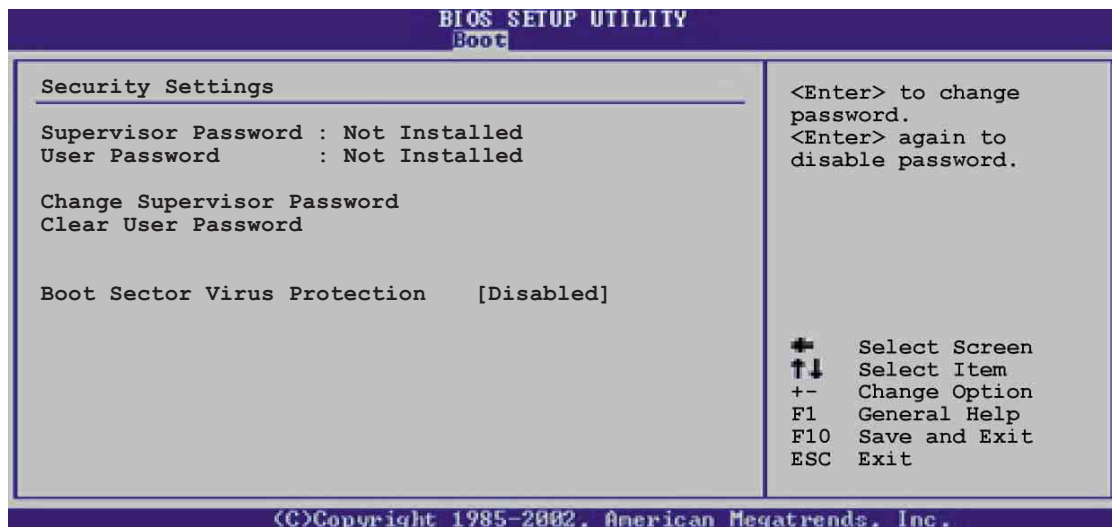 BIOS SETUP UTILITY
Boot
Security Settings
Supervisor Password : Not Installed
User Password : Not Installed
Change Supervisor Password
Clear User Password
Boot Sector Virus Protection [Disabled]
<Enter> to change
password.
<Enter> again to
disable password.
Select Screen
Select Item
+- Change Option
F1 General Help
F10 Save and Exit
ESC Exit
(C)Copyright 1985-2002, American Megatrends, Inc.